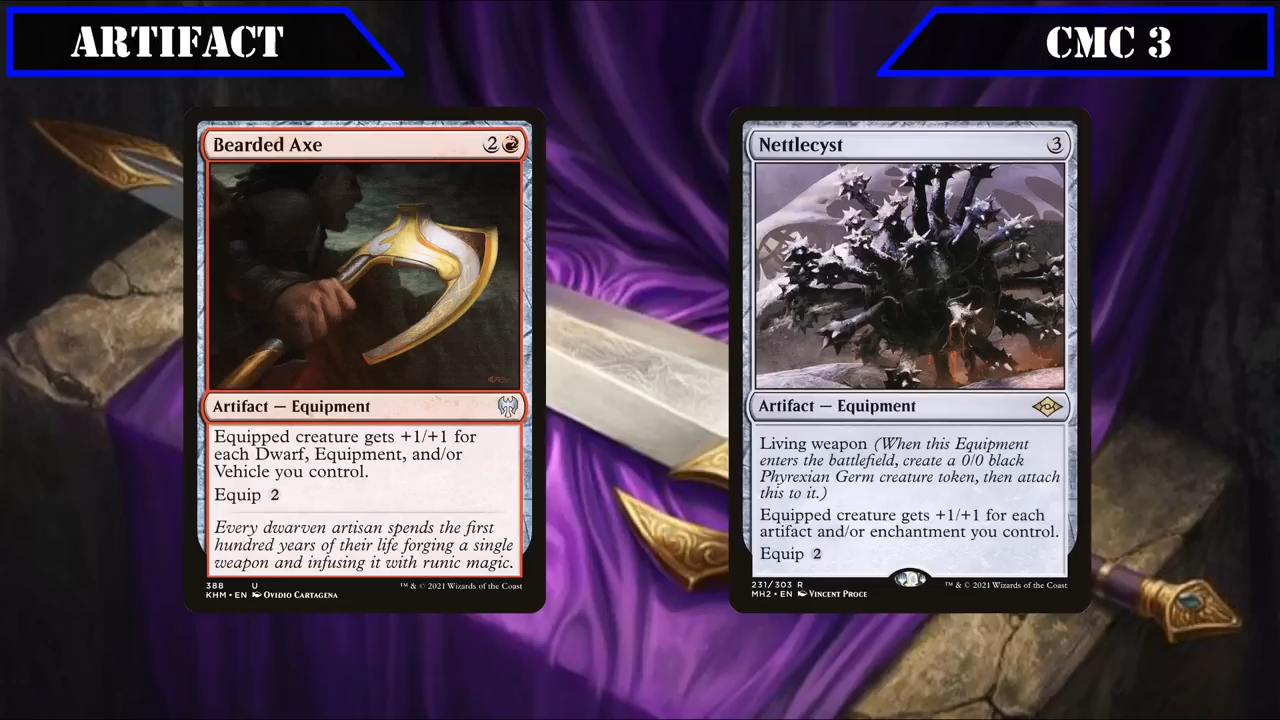 ARTIFACT
CMC 3
Bearded Axe 2
Artifact — Equipment
Equipped creature gets +1/+1 for
each Dwarf, Equipment, and/or
Vehicle you control.
Equip 2
Every dwarven artisan spends the first
hundred years of their life forging a single
weapon and infusing it with runic magic.
388 U
KHM • EN Ovidio Cartagena
™ & © 2021 Wizards of the Coast
Nettlecyst 3
Artifact — Equipment
Living weapon (When this Equipment
enters the battlefield, create a 0/0 black
Phyrexian Germ creature token, then attach
this to it.)
Equipped creature gets +1/+1 for each
artifact and/or enchantment you control.
Equip 2
231/303 R
MH2 • EN Vincent Proce
™ & © 2021 Wizards of the Coast